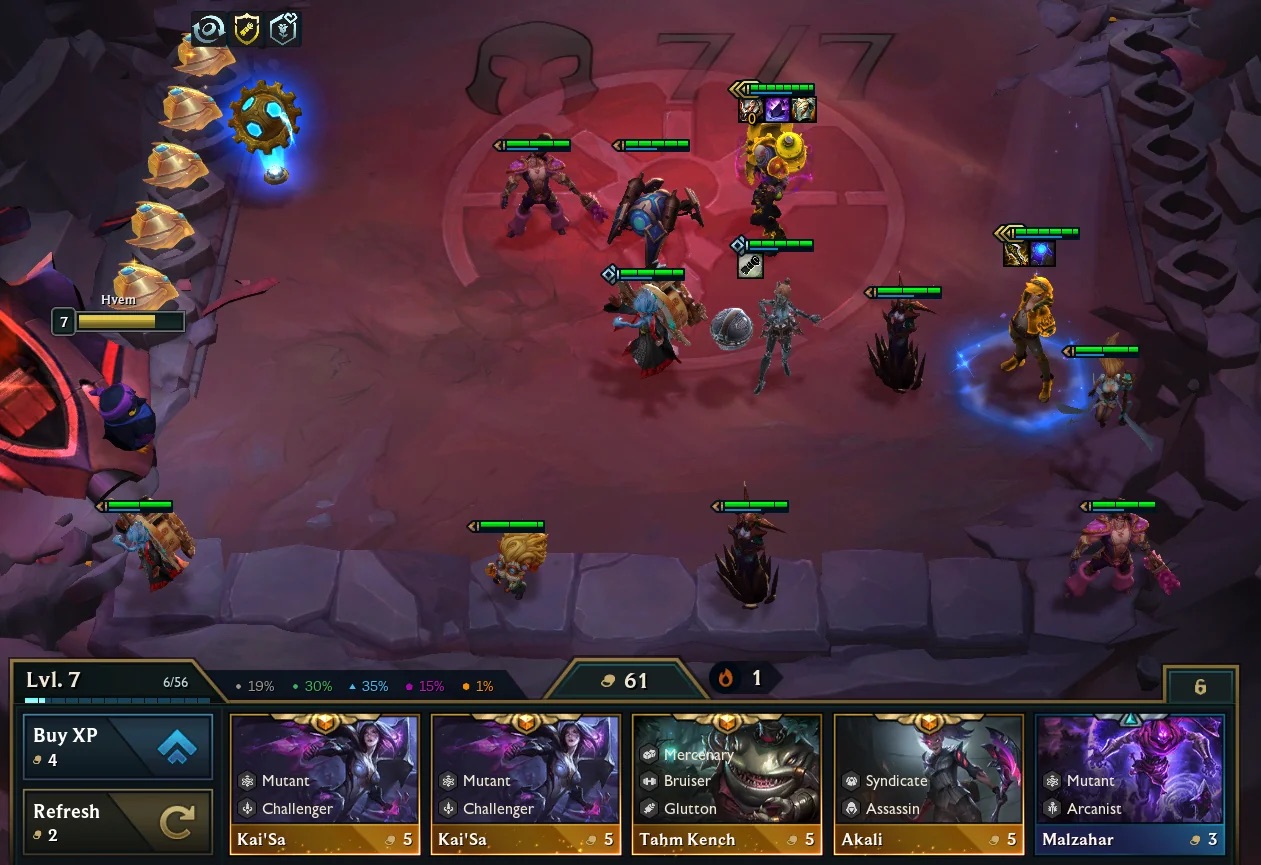 7/7
0
Hvem
7
Lvl. 7
6/56
19%
30%
35%
15%
1%
61
1
6
Buy XP
4
Refresh
2
Mutant
Challenger
Kai'Sa
5
Mutant
Challenger
Kai'Sa
5
Mercenary
Bruiser
Glutton
Tahm Kench
5
Syndicate
Assassin
Akali
5
Mutant
Arcanist
Malzahar
3